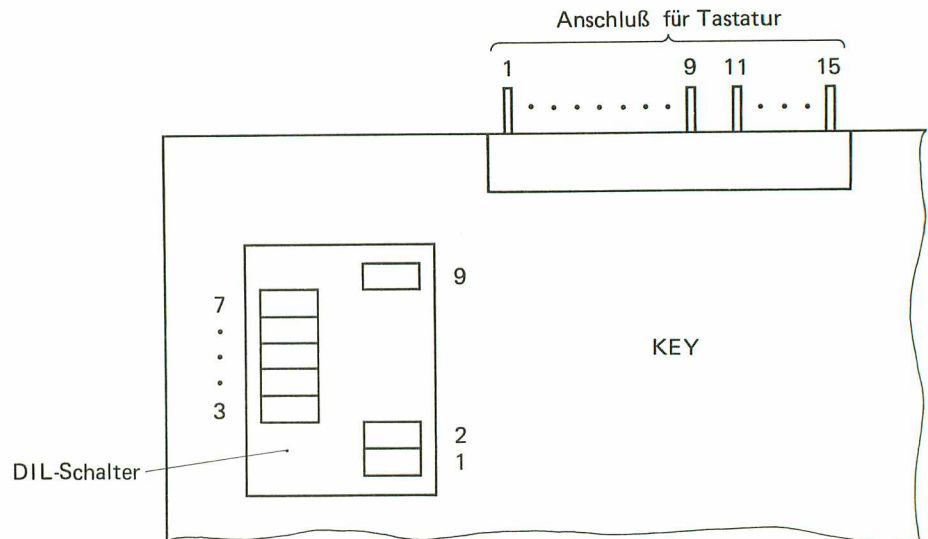 Anschluß für Tastatur
1 . . . . . . . 9 11 . . . 15
9
7
.
.
.
3
KEY
2
1
DIL-Schalter